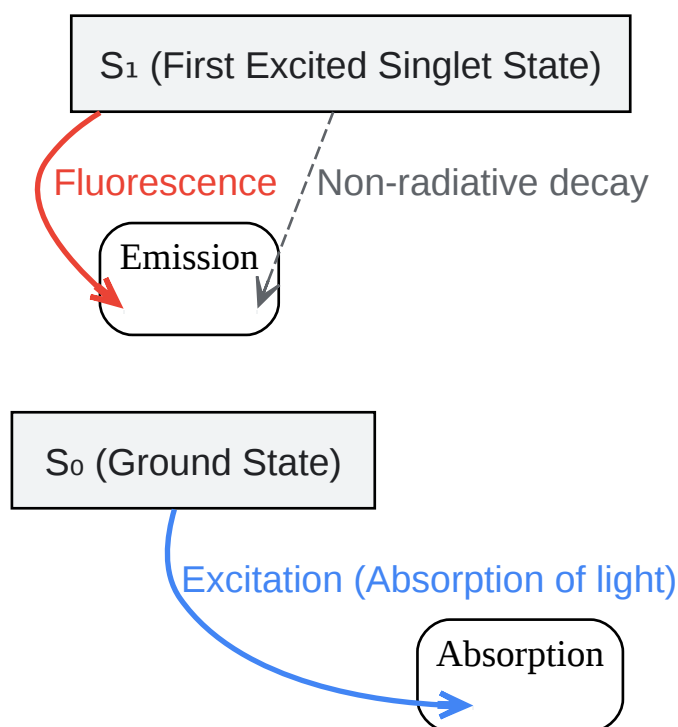 S₁ (First Excited Singlet State)
Fluorescence
Non-radiative decay
Emission
S₀ (Ground State)
Excitation (Absorption of light)
Absorption